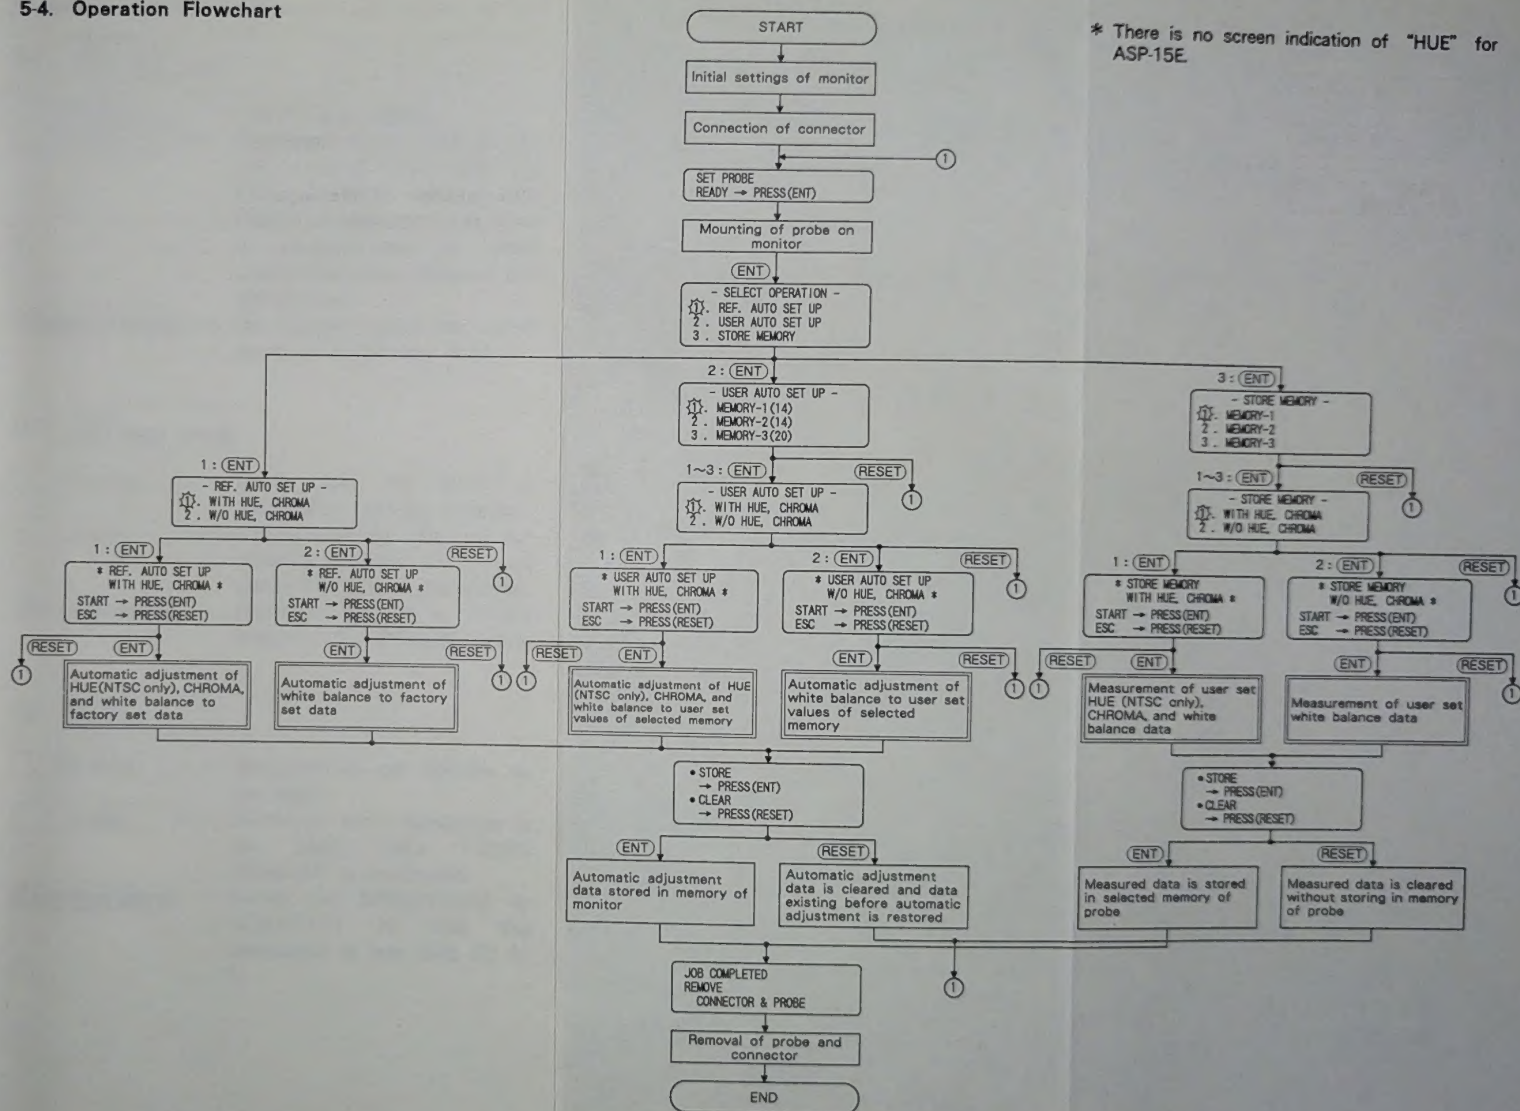 5-4. Operation Flowchart
* There is no screen indication of "HUE" for
ASP-15E.
START
Initial settings of monitor
Connection of connector
1
SET PROBE
READY → PRESS(ENT)
Mounting of probe on
monitor
ENT
- SELECT OPERATION -
1. REF. AUTO SET UP
2. USER AUTO SET UP
3. STORE MEMORY
1 : ENT
- REF. AUTO SET UP -
1. WITH HUE, CHROMA
2. W/O HUE, CHROMA
2 : ENT
- USER AUTO SET UP -
1. MEMORY-1(14)
2. MEMORY-2(14)
3. MEMORY-3(20)
1~3 : ENT
RESET
1
- USER AUTO SET UP -
1. WITH HUE, CHROMA
2. W/O HUE, CHROMA
3 : ENT
- STORE MEMORY -
1. MEMORY-1
2. MEMORY-2
3. MEMORY-3
1~3 : ENT
RESET
1
- STORE MEMORY -
1. WITH HUE, CHROMA
2. W/O HUE, CHROMA
1 : ENT
* REF. AUTO SET UP
WITH HUE, CHROMA *
START → PRESS(ENT)
ESC → PRESS(RESET)
2 : ENT
* REF. AUTO SET UP
W/O HUE, CHROMA *
START → PRESS(ENT)
ESC → PRESS(RESET)
RESET
1
1 : ENT
* USER AUTO SET UP
WITH HUE, CHROMA *
START → PRESS(ENT)
ESC → PRESS(RESET)
2 : ENT
* USER AUTO SET UP
W/O HUE, CHROMA *
START → PRESS(ENT)
ESC → PRESS(RESET)
RESET
1
1 : ENT
* STORE MEMORY
WITH HUE, CHROMA *
START → PRESS(ENT)
ESC → PRESS(RESET)
2 : ENT
* STORE MEMORY
W/O HUE, CHROMA *
START → PRESS(ENT)
ESC → PRESS(RESET)
RESET
1
RESET
1
ENT
Automatic adjustment of
HUE(NTSC only), CHROMA,
and white balance to
factory set data
ENT
Automatic adjustment of
white balance to factory
set data
RESET
1
RESET
1
ENT
Automatic adjustment of HUE
(NTSC only), CHROMA, and
white balance to user set
values of selected memory
ENT
Automatic adjustment of
white balance to user set
values of selected
memory
RESET
1
RESET
1
ENT
Measurement of user set
HUE (NTSC only),
CHROMA, and white
balance data
ENT
Measurement of user set
white balance data
RESET
1
• STORE
→ PRESS(ENT)
• CLEAR
→ PRESS(RESET)
• STORE
→ PRESS(ENT)
• CLEAR
→ PRESS(RESET)
ENT
Automatic adjustment
data stored in memory of
monitor
RESET
Automatic adjustment
data is cleared and data
existing before automatic
adjustment is restored
ENT
Measured data is stored
in selected memory of
probe
RESET
Measured data is cleared
without storing in memory
of probe
1
JOB COMPLETED
REMOVE
CONNECTOR & PROBE
Removal of probe and
connector
END